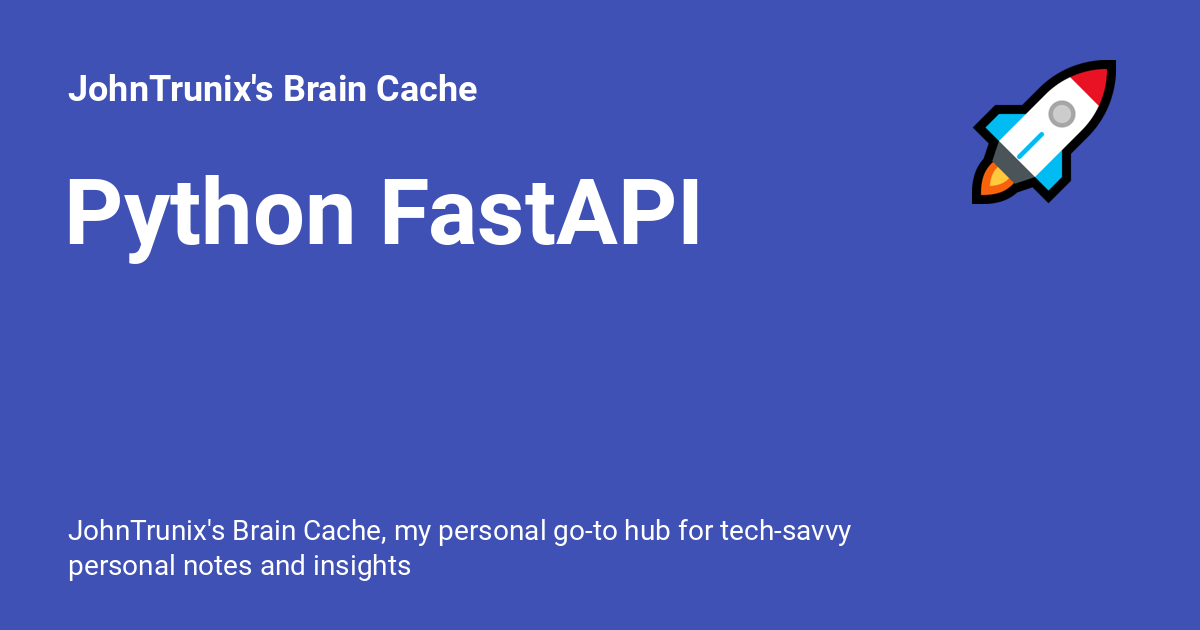 JohnTrunix's Brain Cache
Python FastAPI
JohnTrunix's Brain Cache, my personal go-to hub for tech-savvy
personal notes and insights